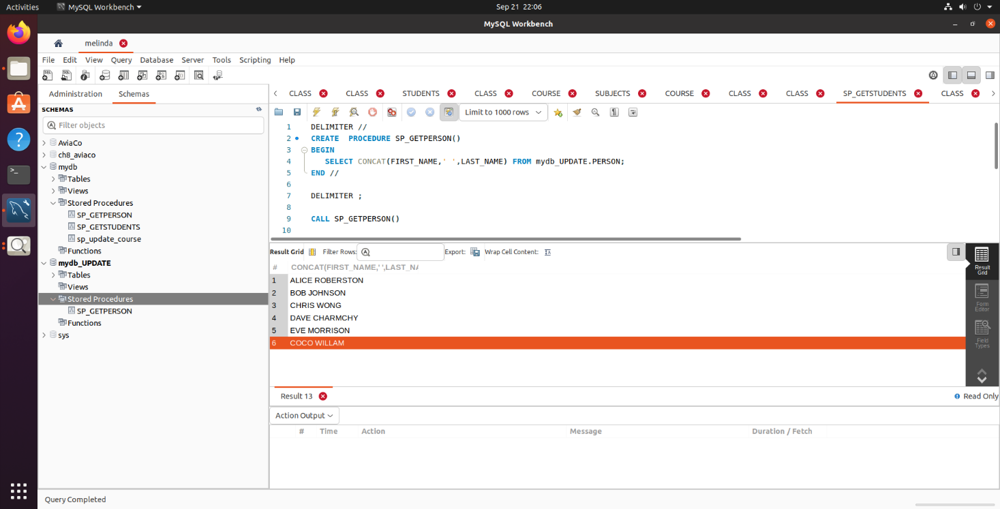 Activities MySQL Workbench Sep 21 22:06
MySQL Workbench
melinda
File Edit View Query Database Server Tools Scripting Help
Administration Schemas
CLASS CLASS STUDENTS CLASS COURSE SUBJECTS COURSE CLASS CLASS SP_GETSTUDENTS CLASS
SCHEMAS
Filter objects
AviaCo
ch8_aviaco
mydb
Tables
Views
Stored Procedures
SP_GETPERSON
SP_GETSTUDENTS
sp_update_course
Functions
mydb_UPDATE
Tables
Views
Stored Procedures
SP_GETPERSON
Functions
sys
Limit to 1000 rows
1 DELIMITER //
2 CREATE PROCEDURE SP_GETPERSON()
3 BEGIN
4 SELECT CONCAT(FIRST_NAME,' ',LAST_NAME) FROM mydb_UPDATE.PERSON;
5 END //
6
7 DELIMITER ;
8
9 CALL SP_GETPERSON()
10
Result Grid Filter Rows: Export: Wrap Cell Content:
# CONCAT(FIRST_NAME,' ',LAST_NA
1 ALICE ROBERSTON
2 BOB JOHNSON
3 CHRIS WONG
4 DAVE CHARMCHY
5 EVE MORRISON
6 COCO WILLAM
Result
Grid
Form
Editor
Field
Types
Result 13 Read Only
Action Output
# Time Action Message Duration / Fetch
Query Completed